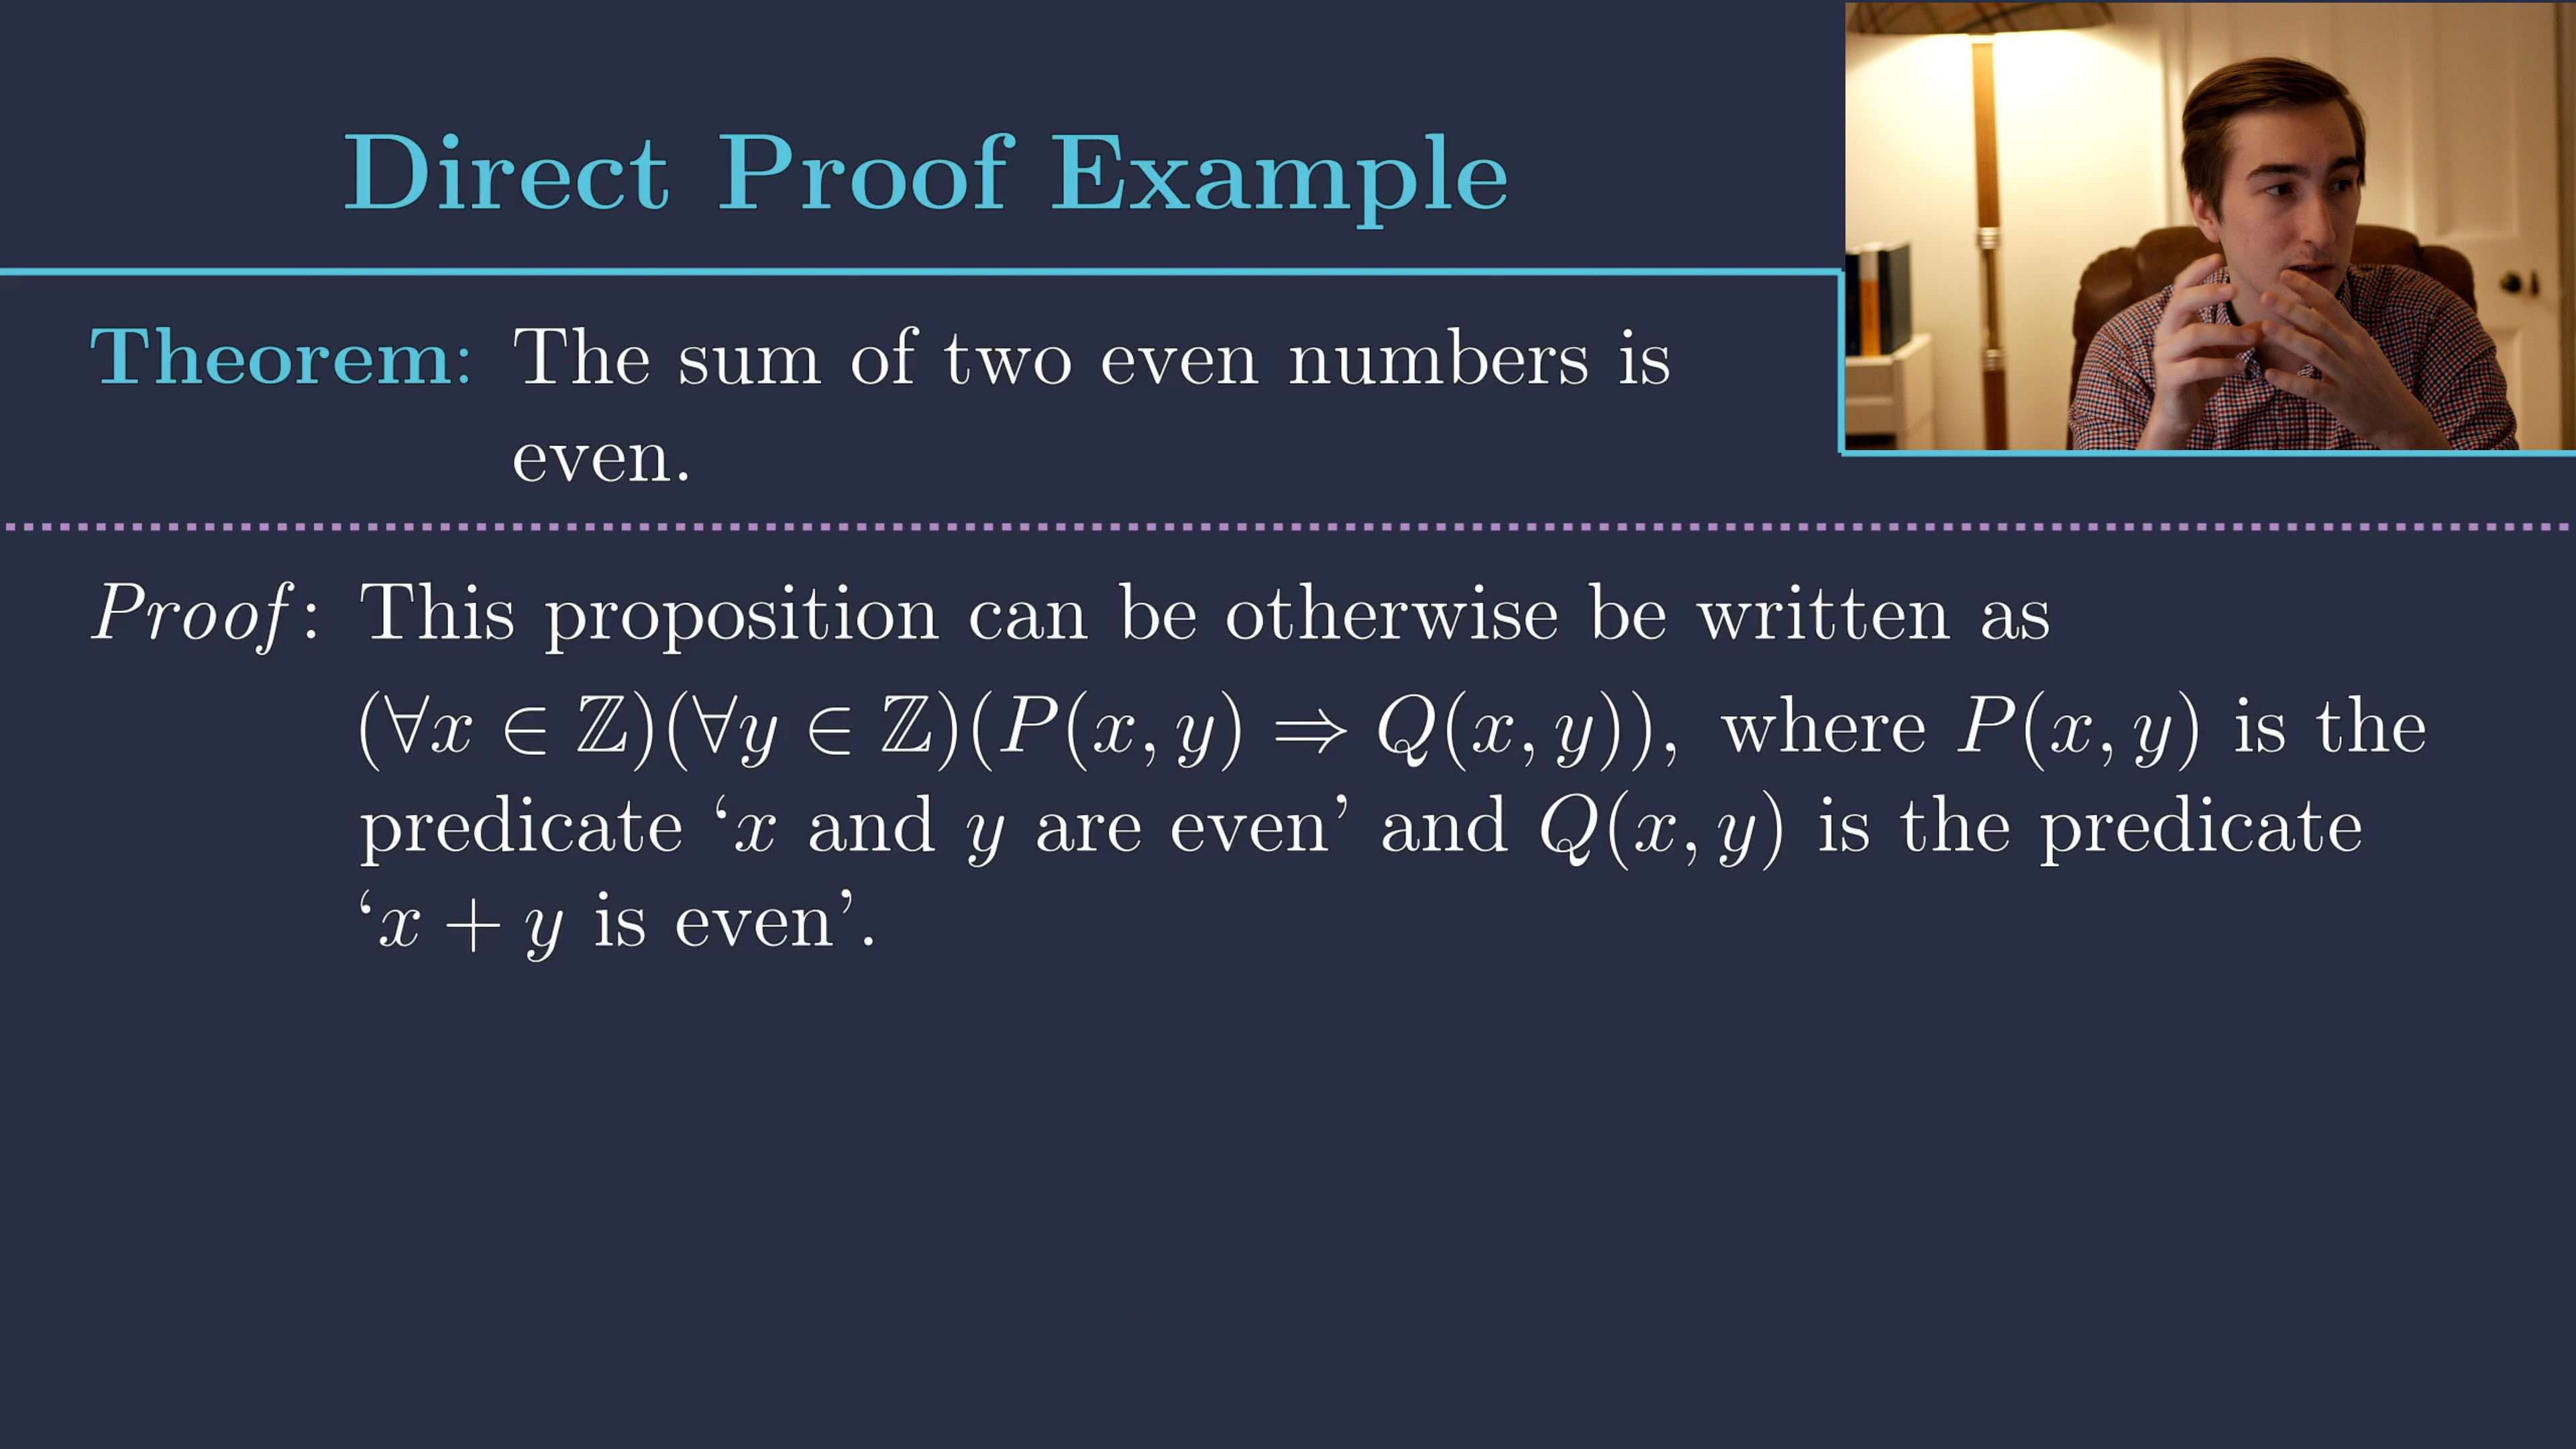 Direct Proof Example
Theorem: The sum of two even numbers is
even.
Proof: This proposition can be otherwise be written as
(∀x ∈ ℤ)(∀y ∈ ℤ)(P(x, y) ⇒ Q(x, y)), where P(x, y) is the
predicate ‘x and y are even’ and Q(x, y) is the predicate
‘x + y is even’.